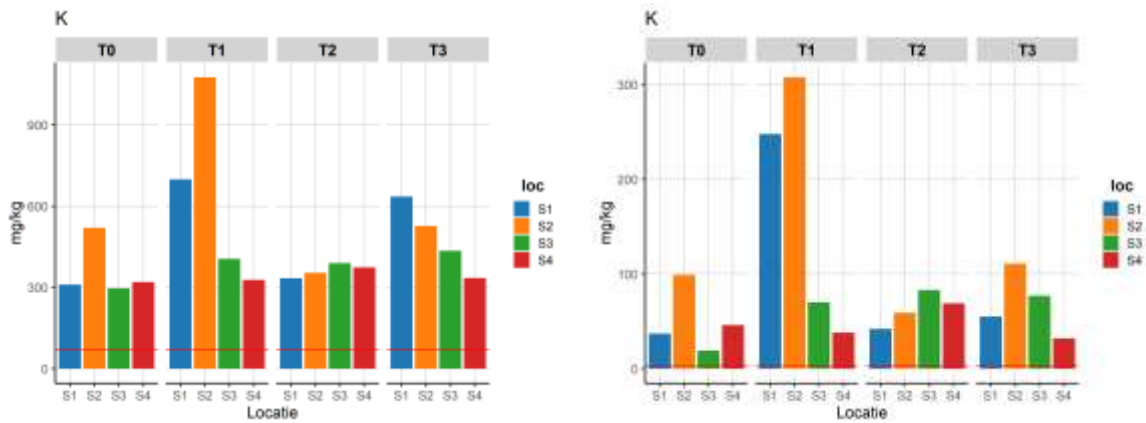 K
T0 T1 T2 T3
900
600
300
0
mg/kg
S1 S2 S3 S4 S1 S2 S3 S4 S1 S2 S3 S4 S1 S2 S3 S4
Locatie
loc
S1
S2
S3
S4
K
T0 T1 T2 T3
300
200
100
0
mg/kg
S1 S2 S3 S4 S1 S2 S3 S4 S1 S2 S3 S4 S1 S2 S3 S4
Locatie
loc
S1
S2
S3
S4